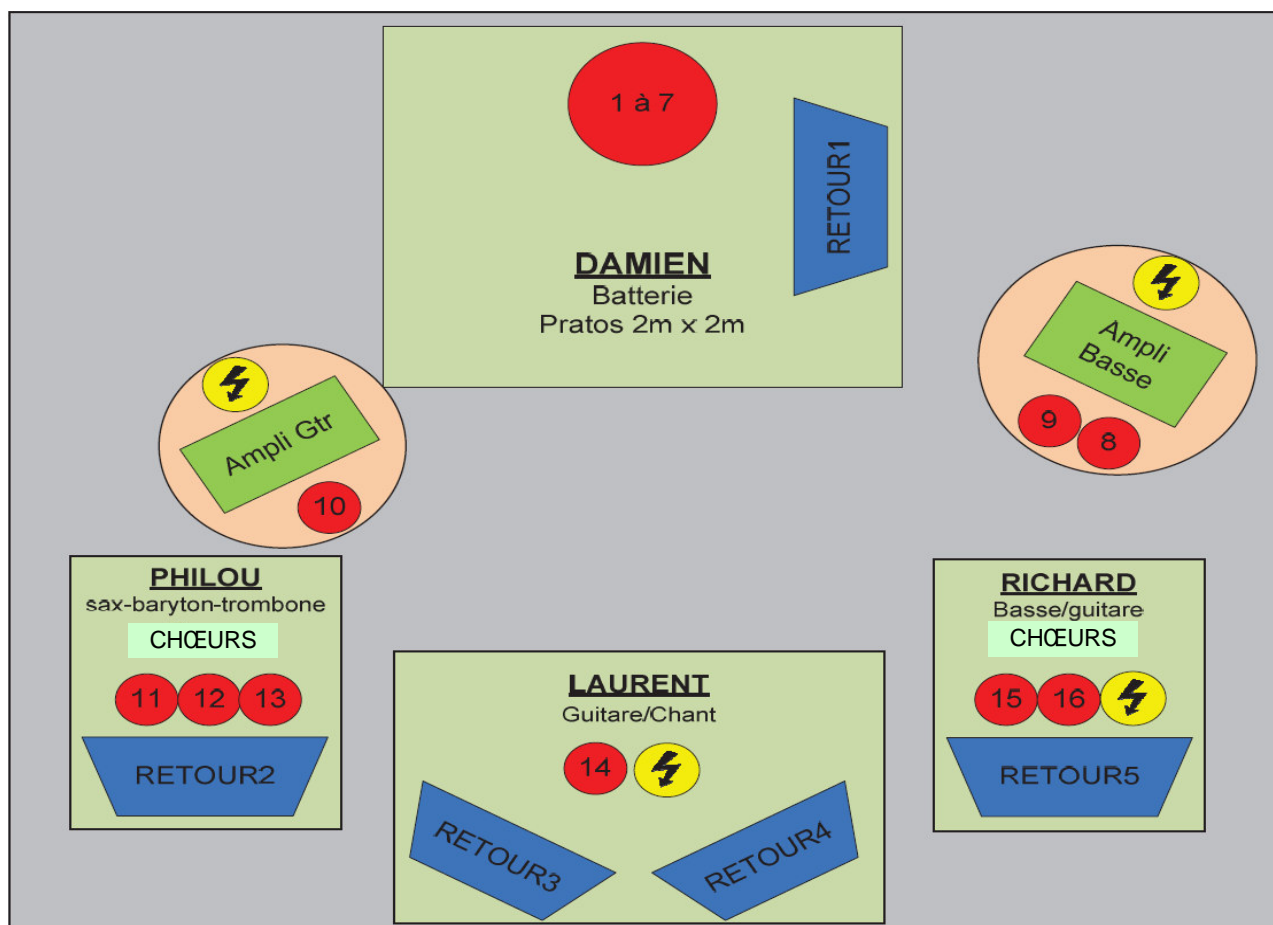 1 à 7
RETOUR1
DAMIEN
Batterie
Pratos 2m x 2m
Ampli Gtr
10
Ampli
Basse
9
8
PHILOU
sax-baryton-trombone
CHŒURS
11 12 13
RETOUR2
LAURENT
Guitare/Chant
14
RETOUR3
RETOUR4
RICHARD
Basse/guitare
CHŒURS
15 16
RETOUR5